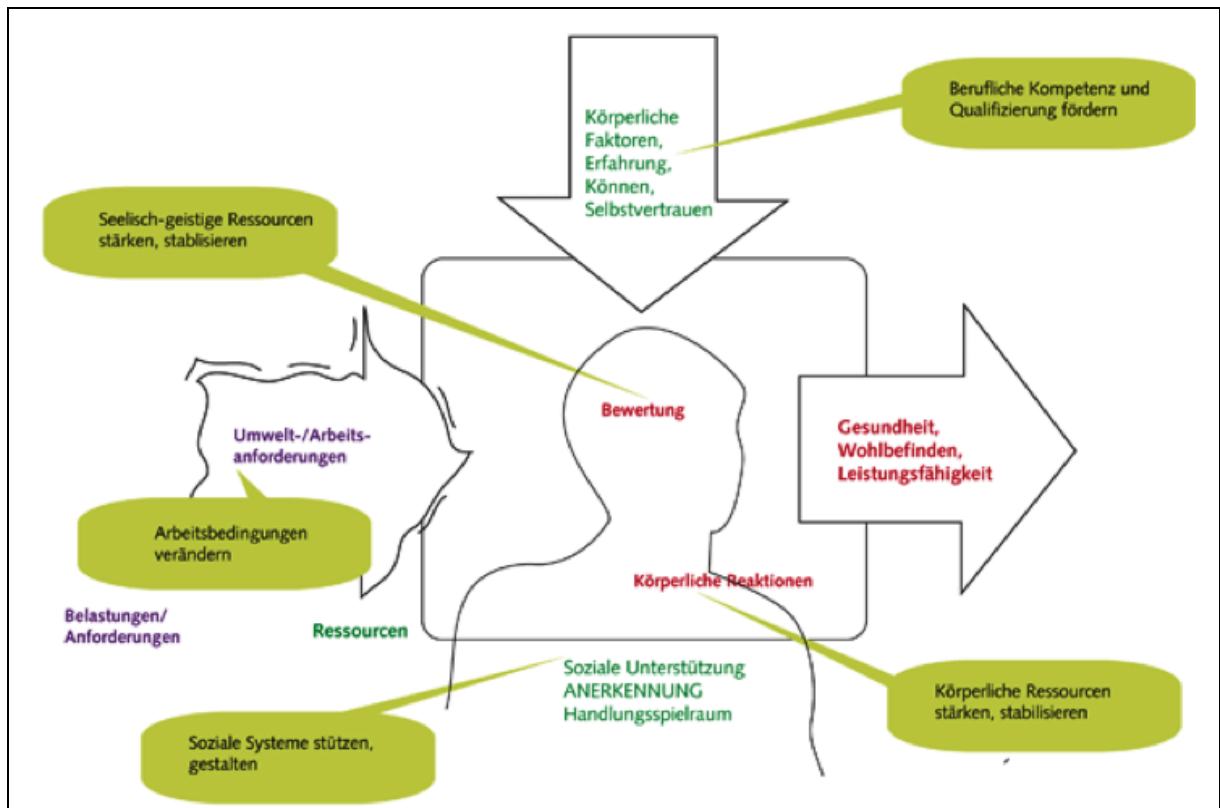 Körperliche
Faktoren,
Erfahrung,
Können,
Selbstvertrauen
Berufliche Kompetenz und
Qualifizierung fördern
Seelisch-geistige Ressourcen
stärken, stablisieren
Bewertung
Umwelt-/Arbeits-
anforderungen
Gesundheit,
Wohlbefinden,
Leistungsfähigkeit
Arbeitsbedingungen
verändern
Körperliche Reaktionen
Belastungen/
Anforderungen
Ressourcen
Soziale Unterstützung
ANERKENNUNG
Handlungsspielraum
Körperliche Ressourcen
stärken, stabilisieren
Soziale Systeme stützen,
gestalten